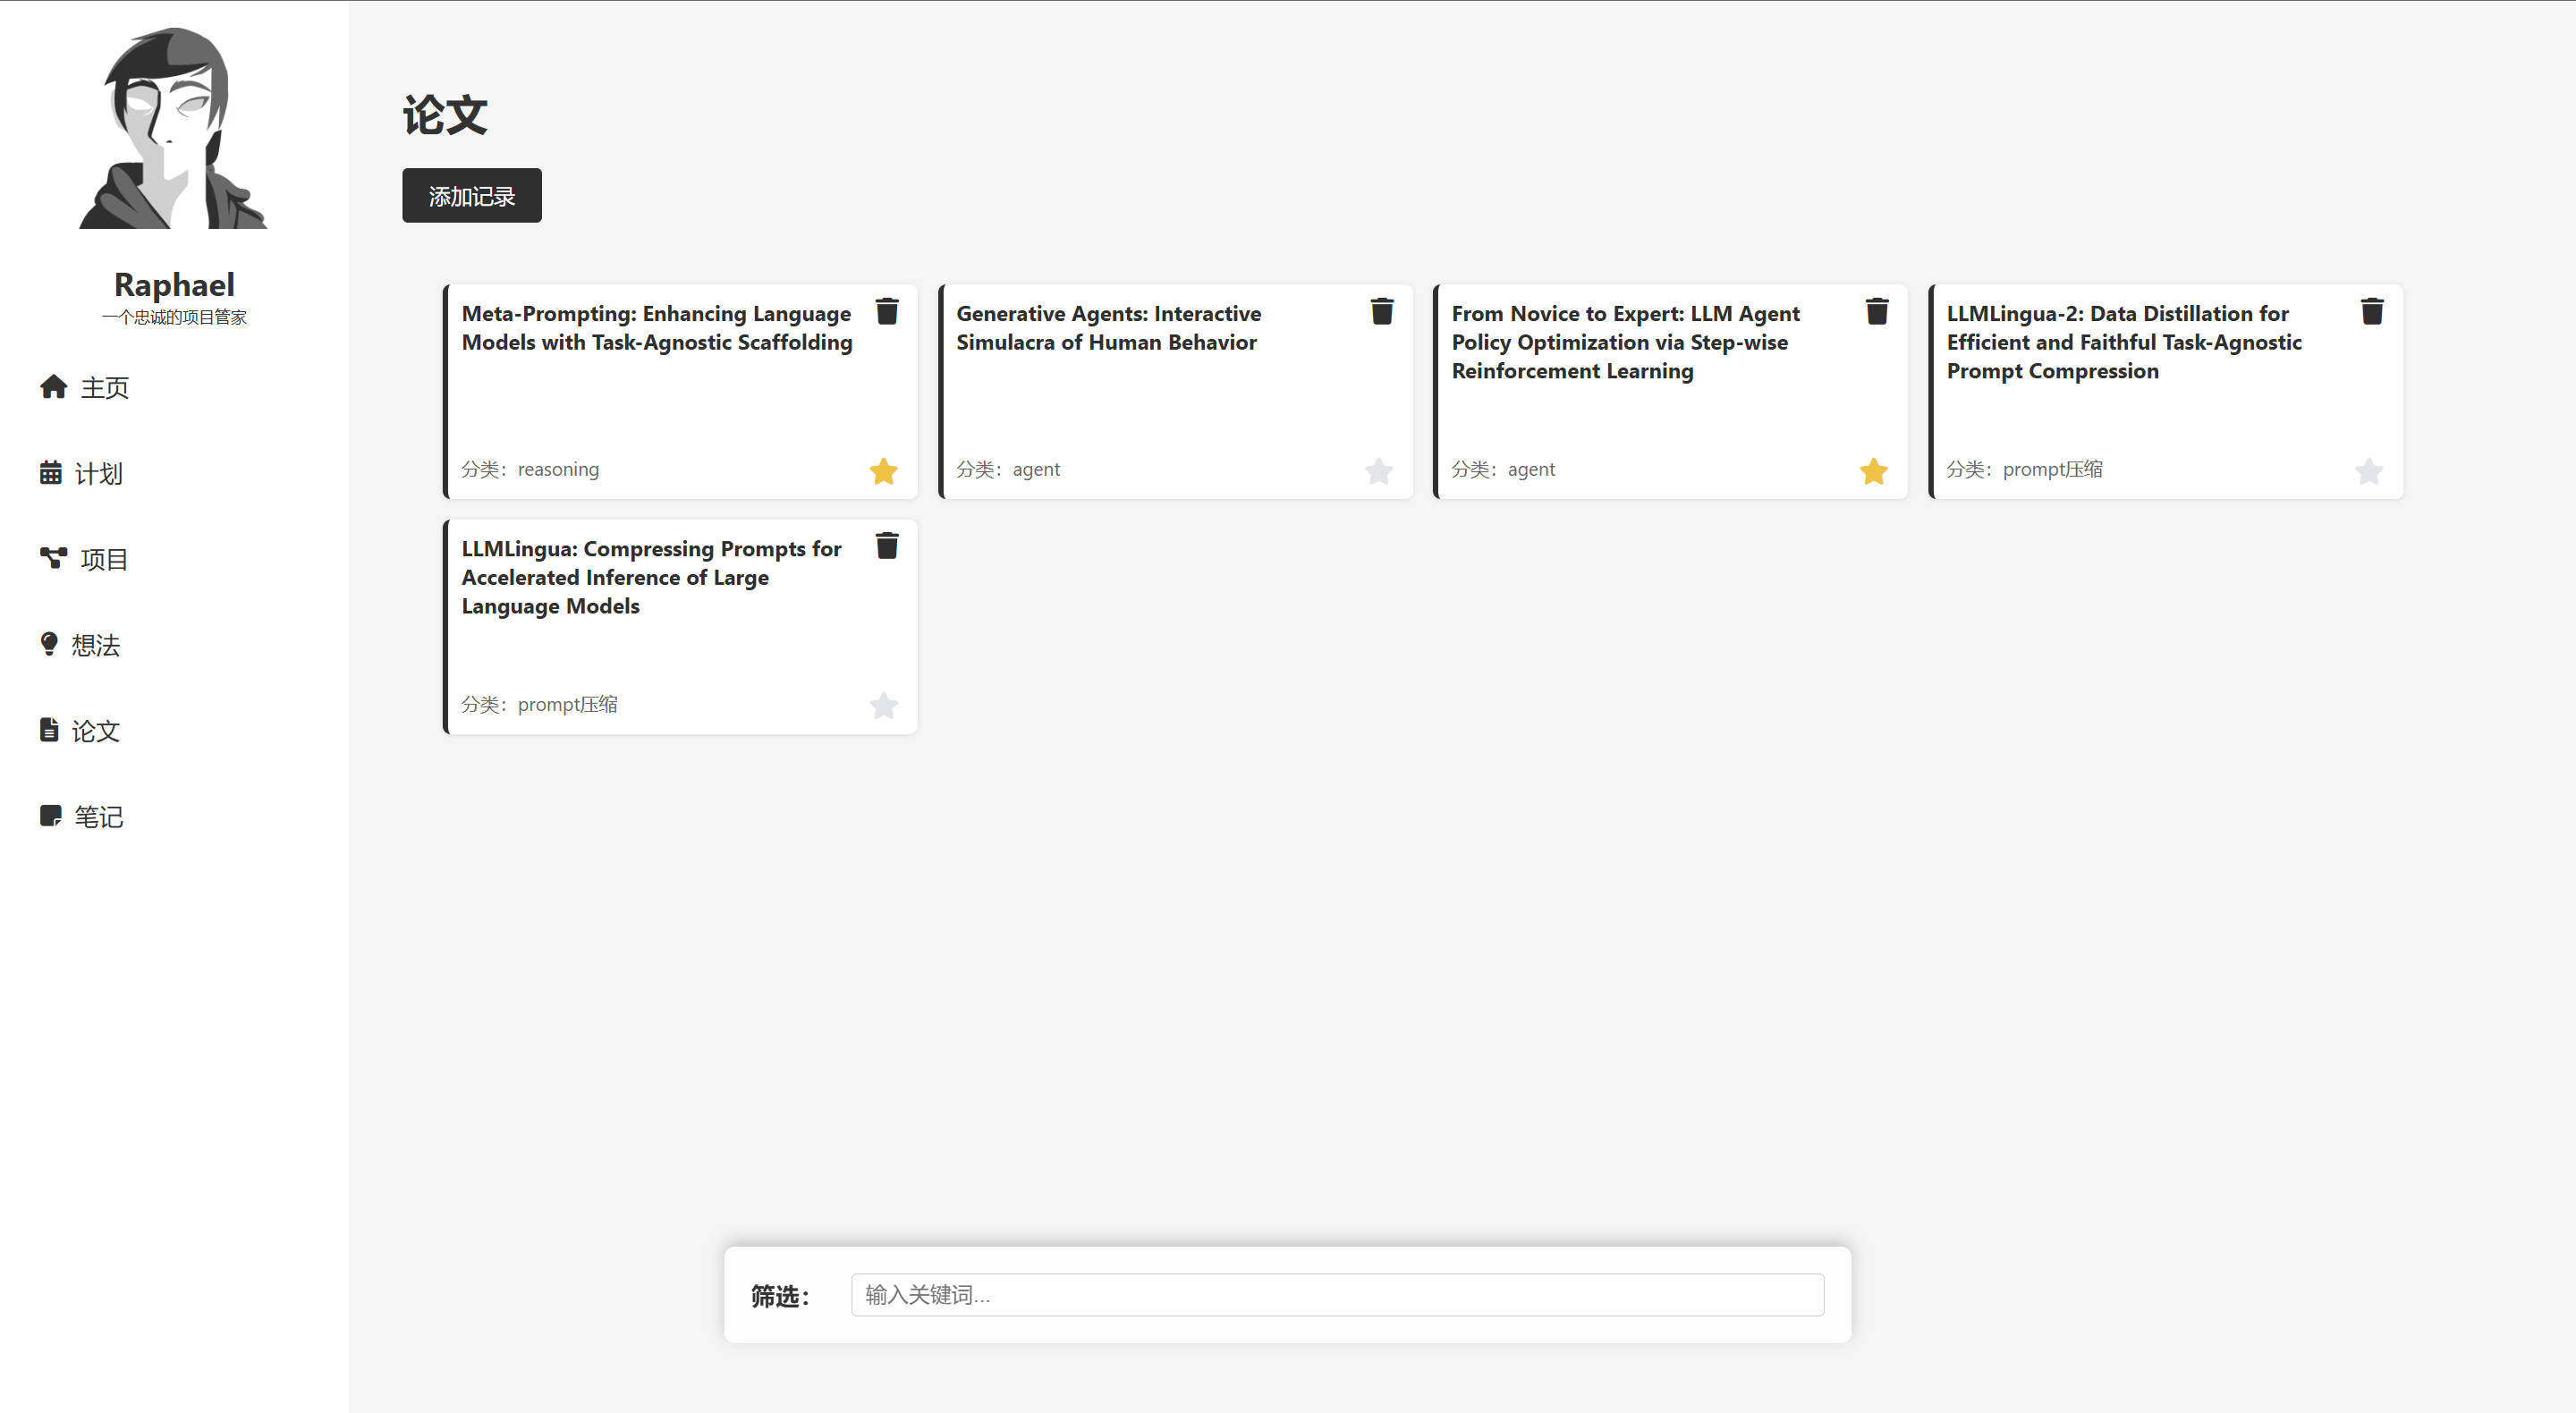 Raphael
一个忠诚的项目管家
主页
计划
项目
想法
论文
笔记
论文
添加记录
Meta-Prompting: Enhancing Language
Models with Task-Agnostic Scaffolding
分类：reasoning
Generative Agents: Interactive
Simulacra of Human Behavior
分类：agent
From Novice to Expert: LLM Agent
Policy Optimization via Step-wise
Reinforcement Learning
分类：agent
LLMLingua-2: Data Distillation for
Efficient and Faithful Task-Agnostic
Prompt Compression
分类：prompt压缩
LLMLingua: Compressing Prompts for
Accelerated Inference of Large
Language Models
分类：prompt压缩
筛选：
输入关键词...